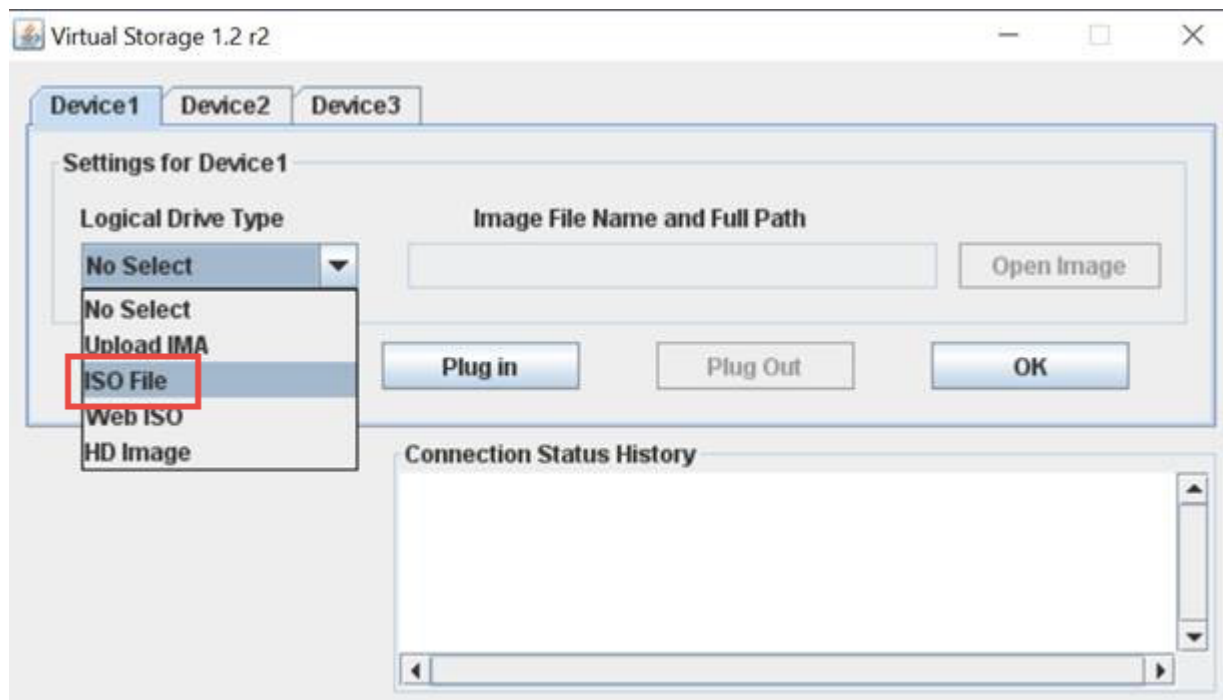 Virtual Storage 1.2 r2
Device1 Device2 Device3
Settings for Device1
Logical Drive Type Image File Name and Full Path
No Select Open Image
No Select
Upload IMA
ISO File
Web ISO
HD Image
Plug in Plug Out OK
Connection Status History